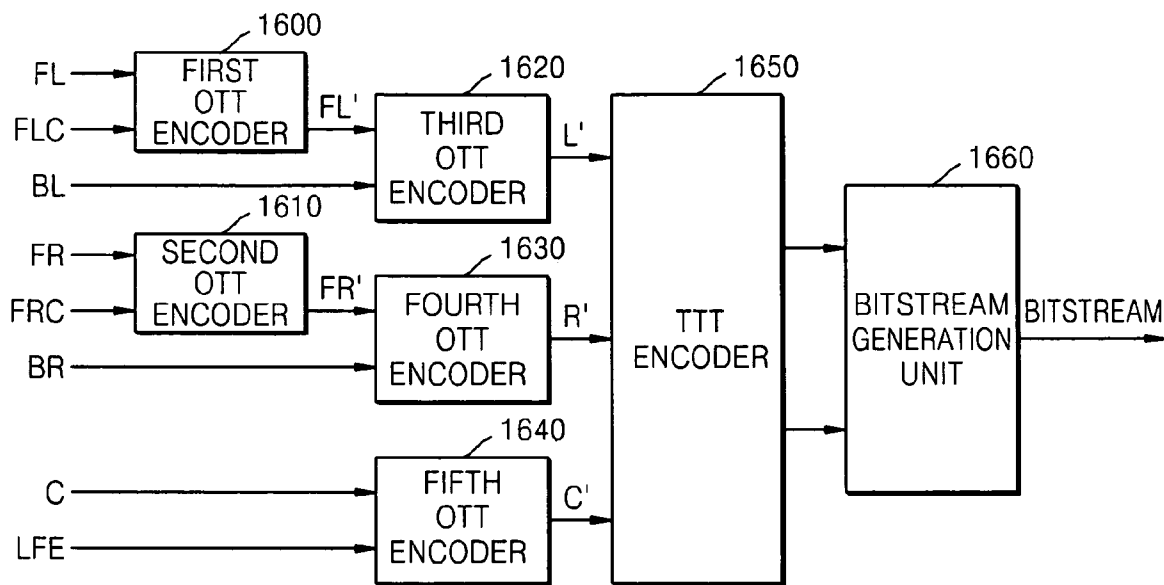 1600
FL
FIRST
OTT
ENCODER
FLC
FL'
1620
THIRD
OTT
ENCODER
L'
BL
1610
FR
SECOND
OTT
ENCODER
FRC
FR'
1630
FOURTH
OTT
ENCODER
R'
BR
1640
C
FIFTH
OTT
ENCODER
C'
LFE
1650
TTT
ENCODER
1660
BITSTREAM
GENERATION
UNIT
BITSTREAM